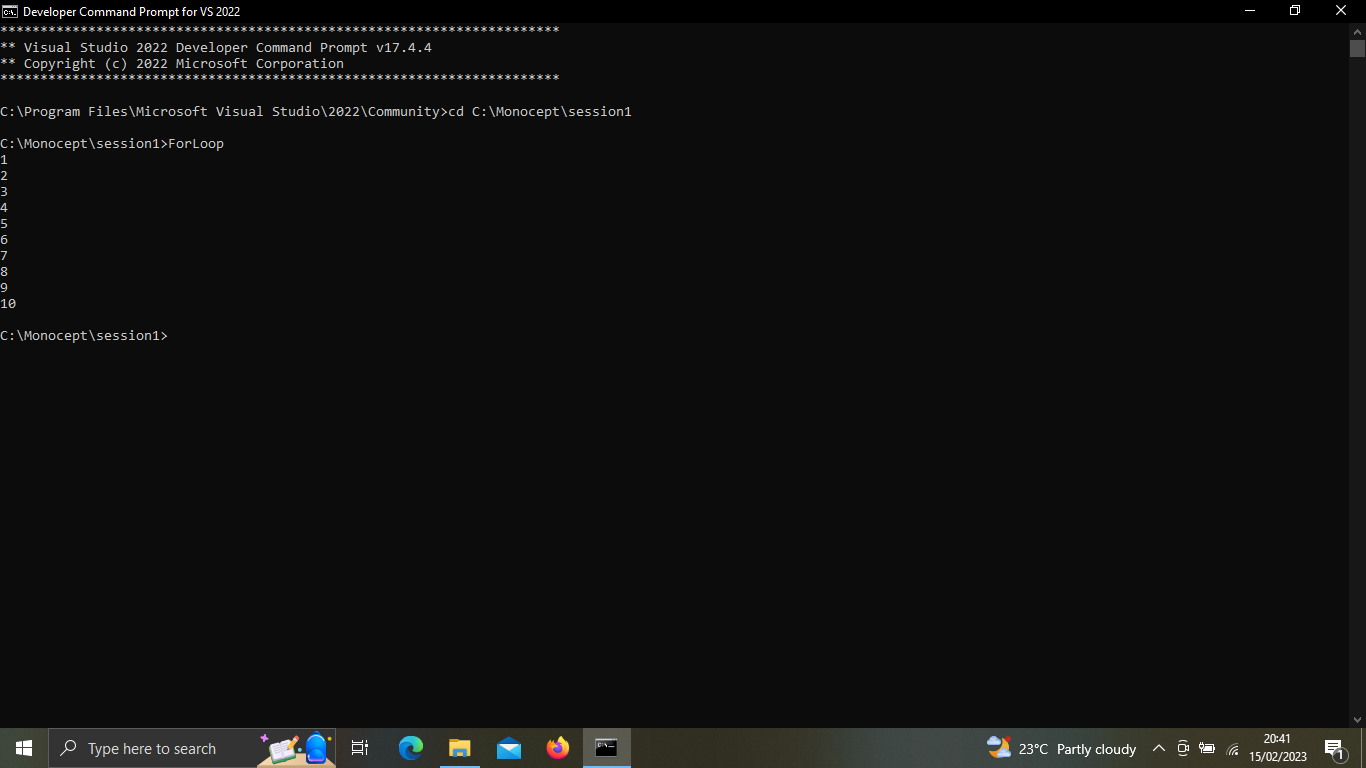 Developer Command Prompt for VS 2022
**********************************************************************
** Visual Studio 2022 Developer Command Prompt v17.4.4
** Copyright (c) 2022 Microsoft Corporation
**********************************************************************
C:\Program Files\Microsoft Visual Studio\2022\Community>cd C:\Monocept\session1
C:\Monocept\session1>ForLoop
1
2
3
4
5
6
7
8
9
10
C:\Monocept\session1>
Type here to search
23°C Partly cloudy
20:41
15/02/2023
1